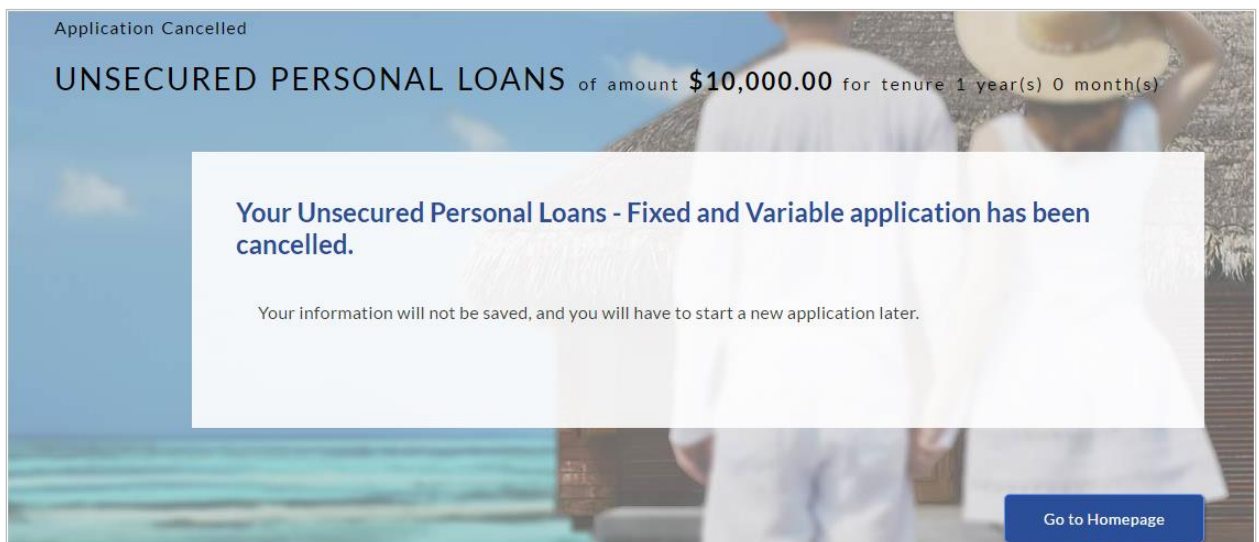 Application Cancelled
UNSECURED PERSONAL LOANS of amount $10,000.00 for tenure 1 year(s) 0 month(s)
Your Unsecured Personal Loans - Fixed and Variable application has been
cancelled.
Your information will not be saved, and you will have to start a new application later.
Go to Homepage